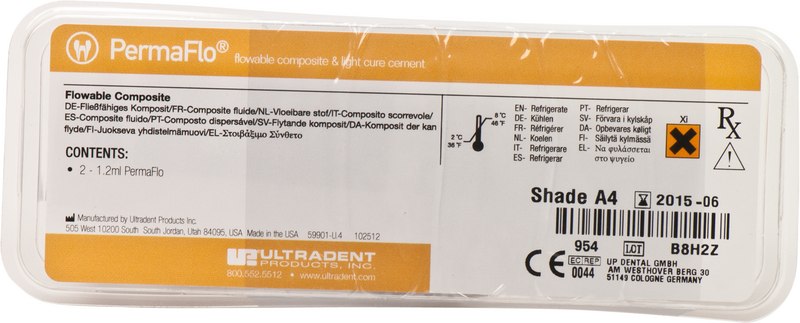 PermaFlo®
flowable composite & light cure cement
Flowable Composite
DE-Fließfähiges Komposit/FR-Composite fluide/NL-Vloeibare stof/IT-Composito scorrevole/
ES-Composite fluido/PT-Composto dispersável/SV-Flytande komposit/DA-Komposit der kan
flyde/FI-Juokseva yhdistelmämuovi/EL-Στοιβάξιμο Σύνθετο
CONTENTS:
• 2 - 1.2ml PermaFlo
Manufactured by Ultradent Products Inc.
505 West 10200 South South Jordan, Utah 84095, USA Made in the USA 59901-U.4 102512
ULTRADENT
PRODUCTS, INC.
800.552.5512 • www.ultradent.com
8 °C
46 °F
2 °C
36 °F
EN- Refrigerate
DE- Kühlen
FR- Réfrigérer
NL- Koelen
IT- Refrigerare
ES- Refrigerar
PT- Refrigerar
SV- Förvara i kylskåp
DA- Opbevares køligt
FI- Säilytä kylmässä
EL- Να φυλάσσεται
στο ψυγείο
Xi
Rx
Shade A4 2015-06
954 LOT B8H2Z
CE 0044 EC REP UP DENTAL GMBH
AM WESTHOVER BERG 30
51149 COLOGNE GERMANY